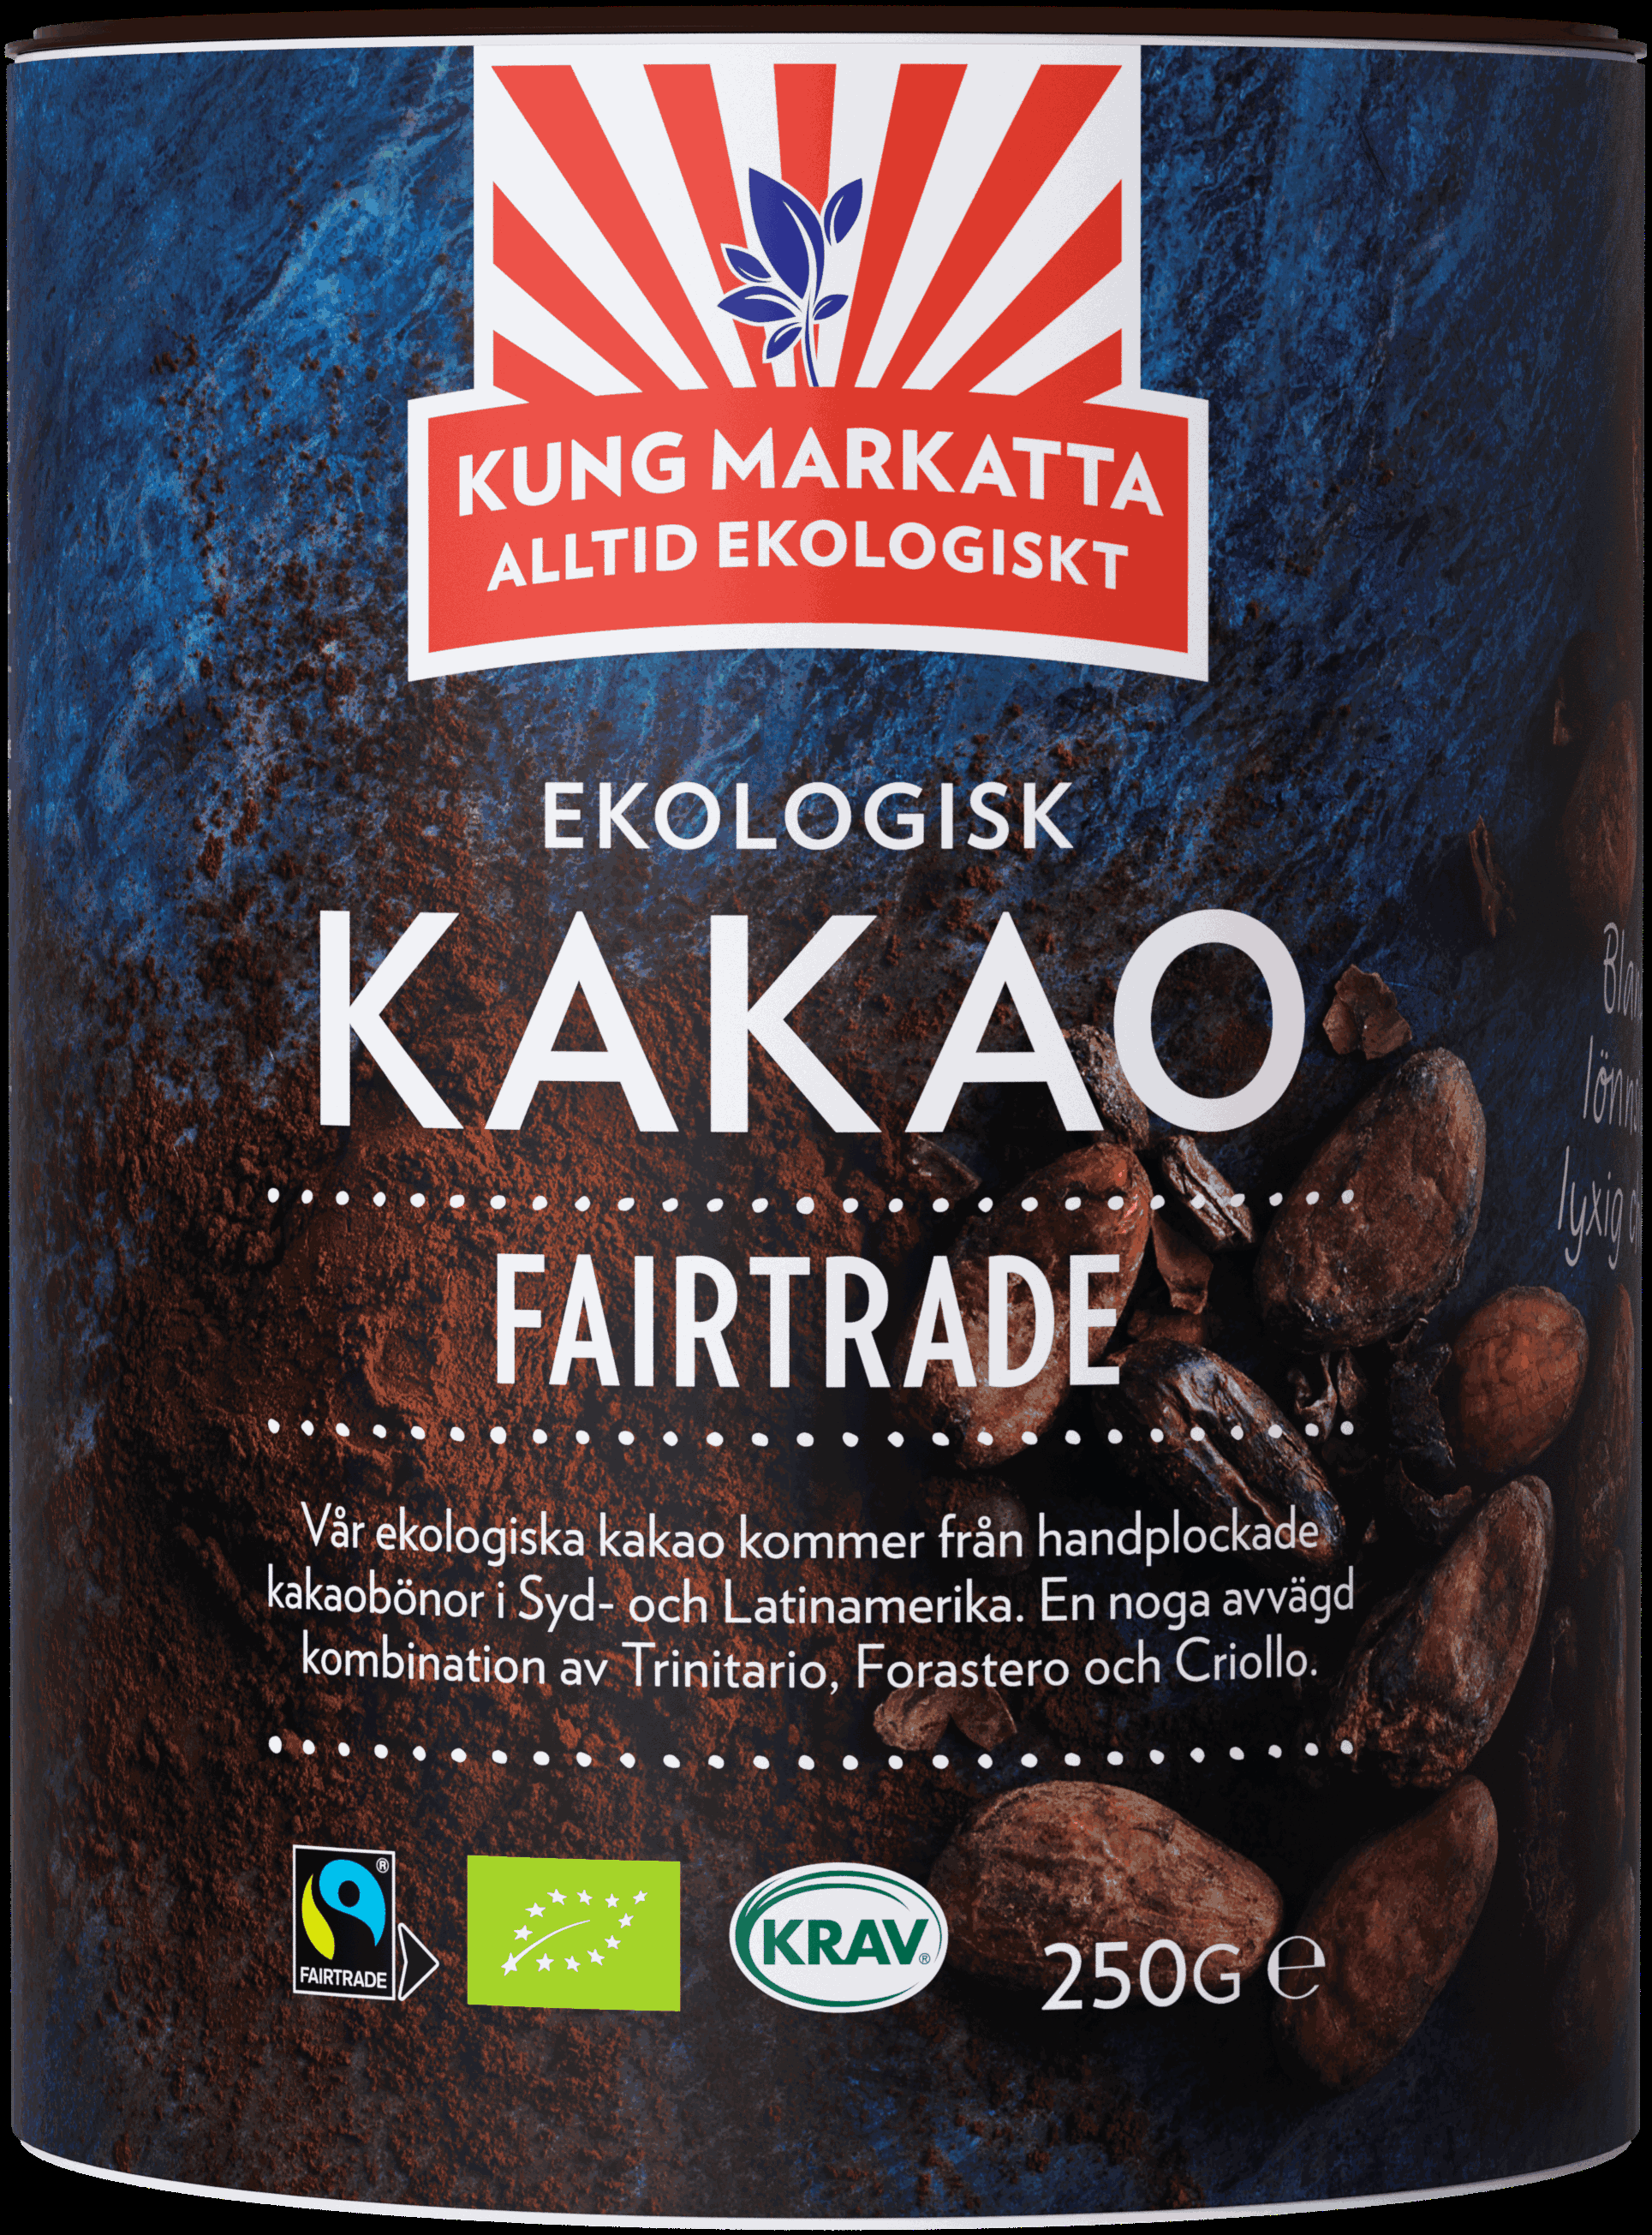 KUNG MARKATTA
ALLTID EKOLOGISKT
EKOLOGISK
KAKAO
FAIRTRADE
Vår ekologiska kakao kommer från handplockade
kakaobönor i Syd- och Latinamerika. En noga avvägd
kombination av Trinitario, Forastero och Criollo.
lyxig
FAIRTRADE ®
KRAV ®
250G ℮